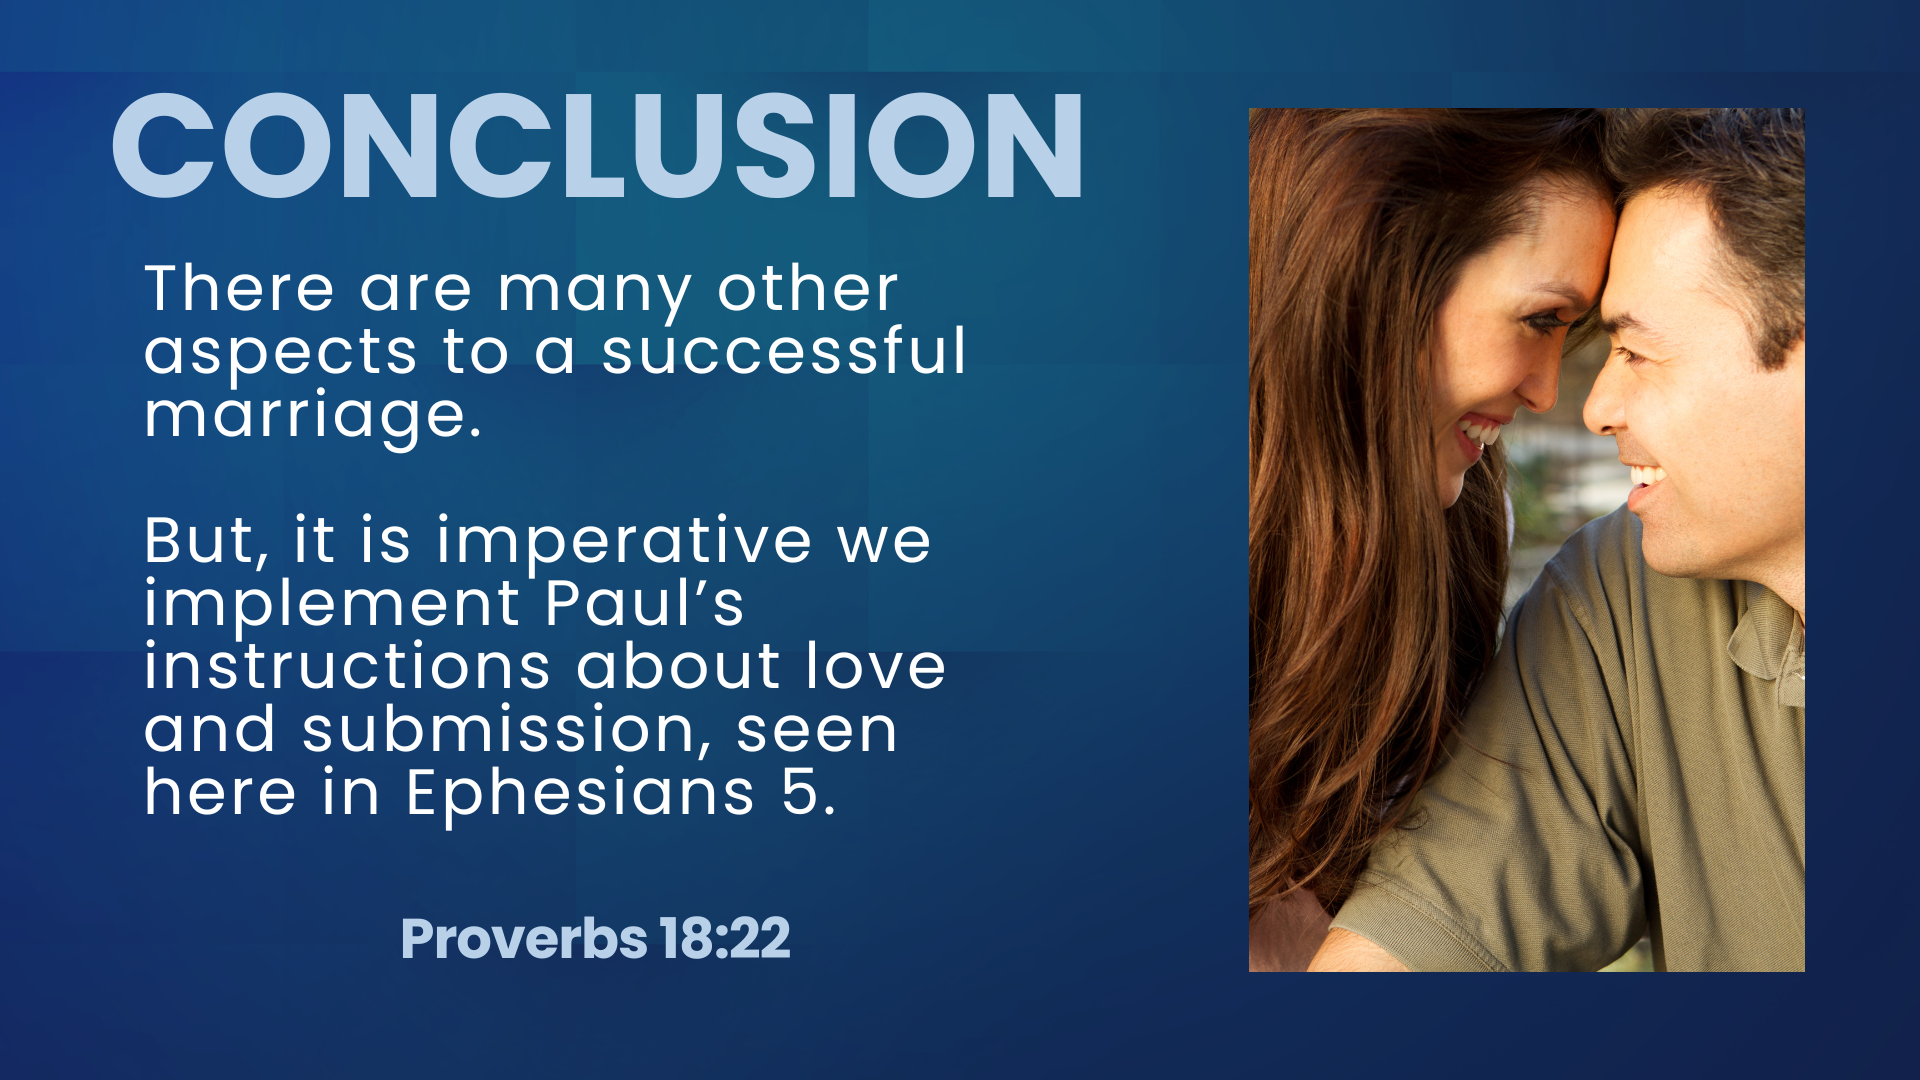 CONCLUSION
There are many other
aspects to a successful
marriage.
But, it is imperative we
implement Paul’s
instructions about love
and submission, seen
here in Ephesians 5.
Proverbs 18:22